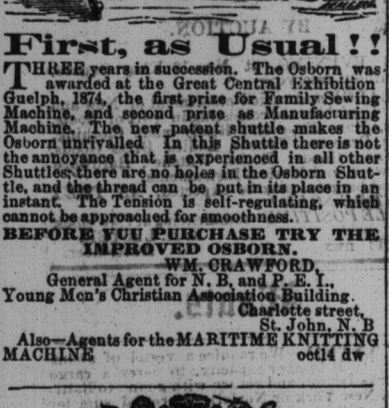 First, as Usual!!
THREE years in succession. The Osborn was
awarded at the Great Central Exhibition
Guelph, 1874, the first prize for Family Sewing
Machine, and second prize as Manufacturing
Machine. The new patent shuttle makes the
Osborn unrivalled In this Shuttle there is not
the annoyance that is experienced in all other
Shuttles; there are no holes in the Osborn Shut-
tle, and the thread can be put in its place in an
instant. The Tension is self-regulating, which
cannot be approached for smoothness.
BEFORE YOU PURCHASE TRY THE
IMPROVED OSBORN.
WM. CRAWFORD,
General Agent for N. B. and P. E. I.,
Young Men's Christian Association Building.
Charlotte street,
St. John, N. B
Also—Agents for the MARITIME KNITTING
MACHINE oct14 dw